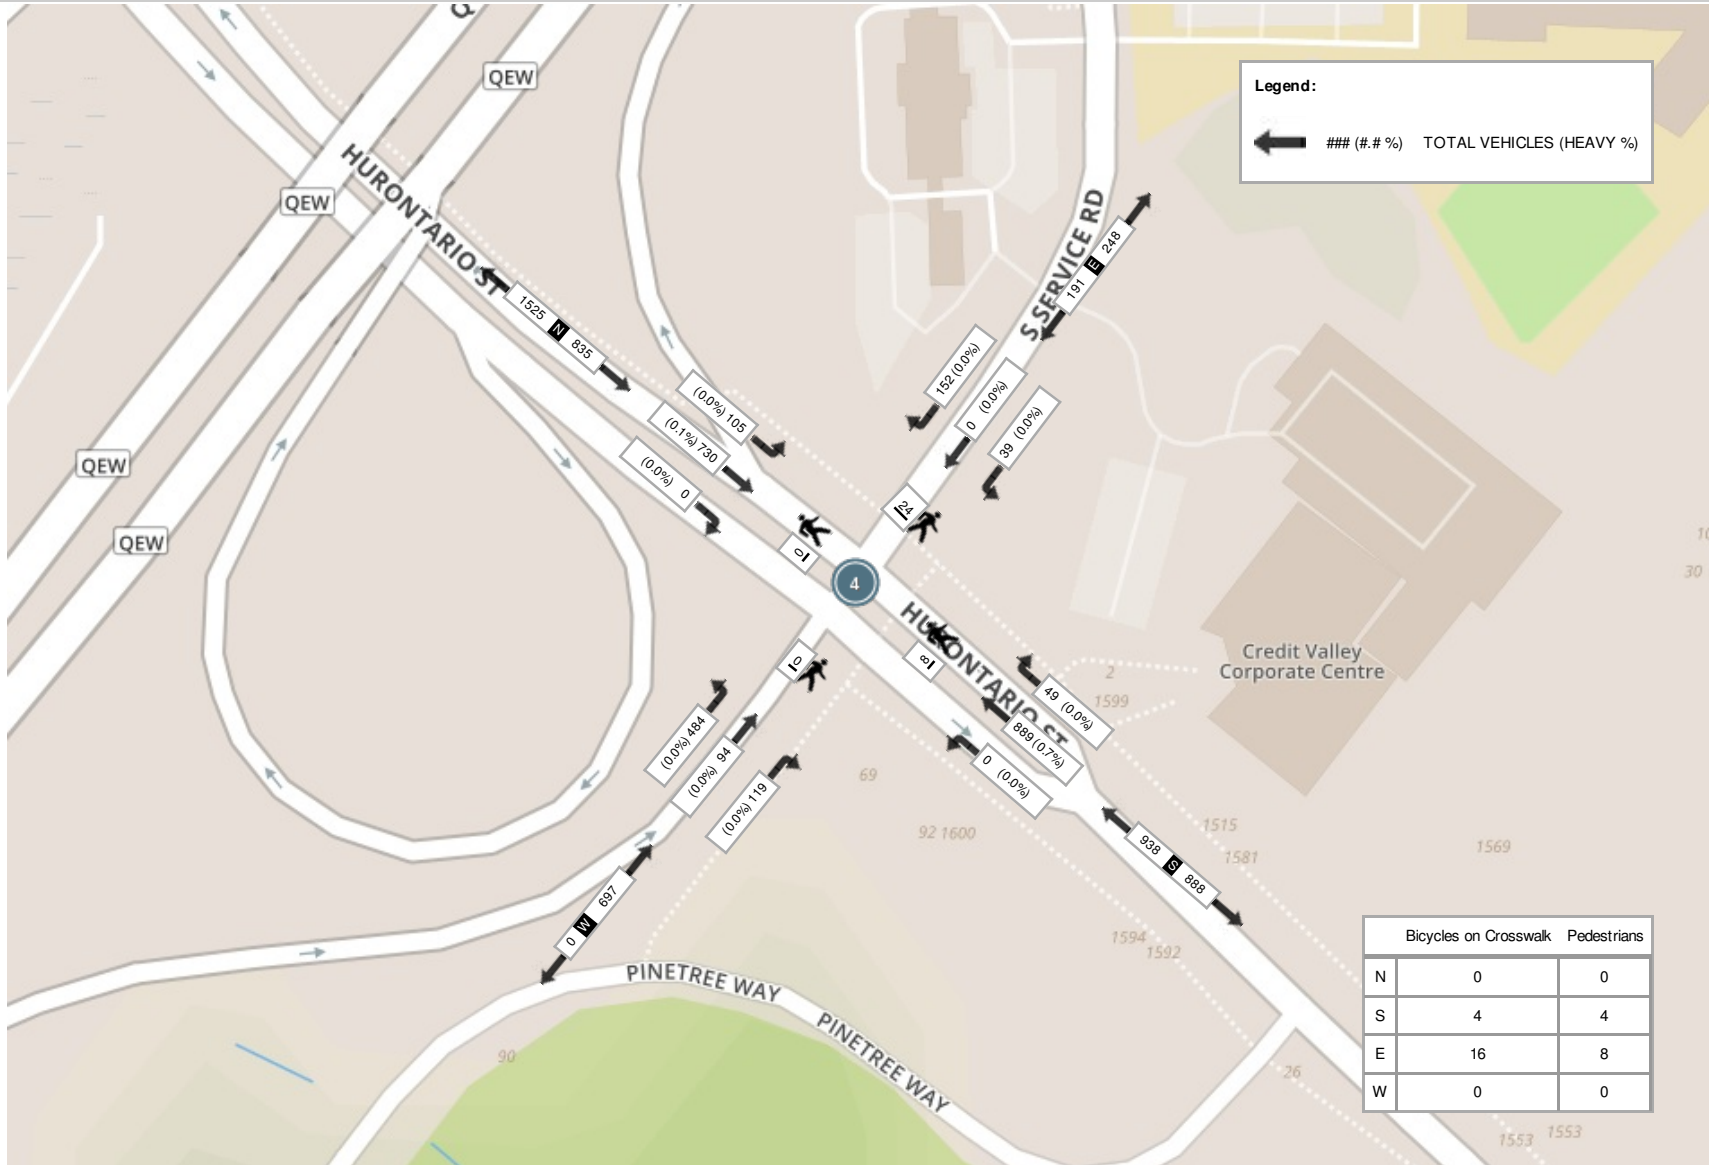 Q
QEW
Legend:
### (#.# %) TOTAL VEHICLES (HEAVY %)
HURONTARIO ST
QEW
S SERVICE RD
191 E 248
1525 N 835
152 (0.0%)
0 (0.0%)
39 (0.0%)
(0.0%) 105
(0.1%) 730
(0.0%) 0
QEW
24
QEW
0
4
10
30
HURONTARIO ST
0
8
Credit Valley
Corporate Centre
2
1599
49 (0.0%)
889 (0.7%)
0 (0.0%)
(0.0%) 484
(0.0%) 94
(0.0%) 119
69
92 1600
1515
1581
1569
938 S 888
0 W 697
1594
1592
PINETREE WAY
PINETREE WAY
90
26
1553
1553
Bicycles on Crosswalk Pedestrians
N 0 0
S 4 4
E 16 8
W 0 0